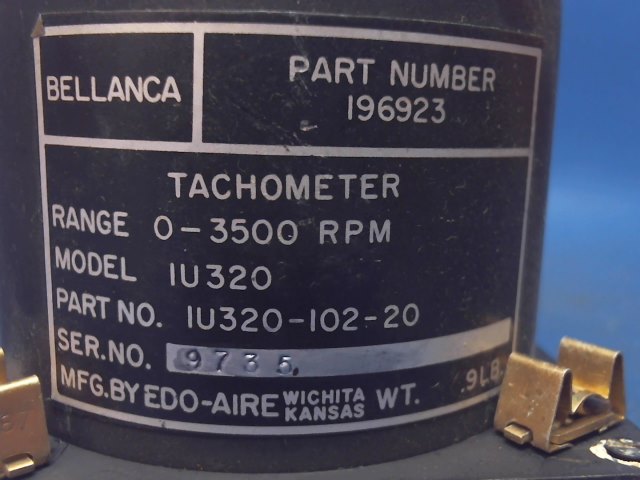 BELLANCA
PART NUMBER
196923
TACHOMETER
RANGE 0-3500 RPM
MODEL 1U320
PART NO. 1U320-102-20
SER.NO. 9735
MFG.BY EDO-AIRE WICHITA KANSAS WT. .9LB.
67